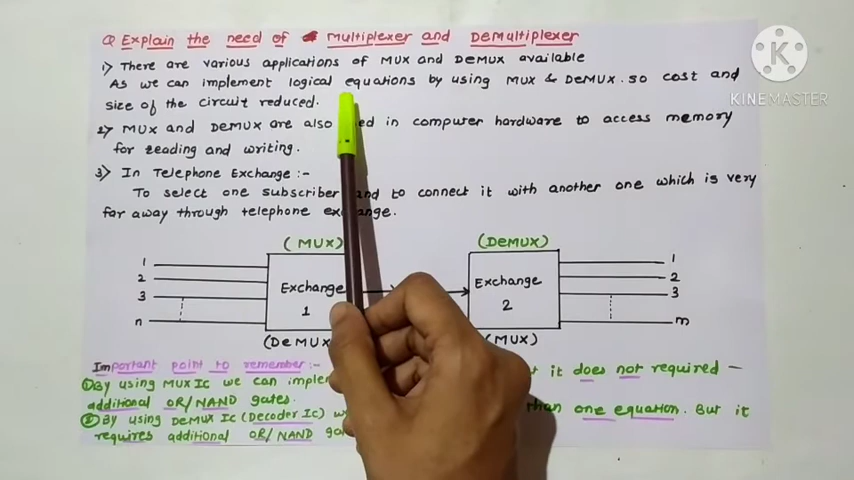 Q Explain the need of Multiplexer and Demultiplexer
1) There are various applications of MUX and DeMUX available
As we can implement logical equations by using MUX & DeMUX. so cost and
size of the circuit reduced.
2) MUX and DeMUX are also in computer hardware to access memory
for reading and writing.
3) In Telephone Exchange :-
To select one subscriber and to connect it with another one which is very
far away through telephone exchange.
(MUX) (DeMUX)
1 1
2 2
3 3
n m
Exchange 1
Exchange 2
(DeMUX (MUX)
Important point to remember :-
① By using MUX IC we can it does not required —
additional OR/NAND gates.
② By using DeMUX IC (Decoder IC) than one equation. But it
requires additional OR/NAND
KINEMASTER